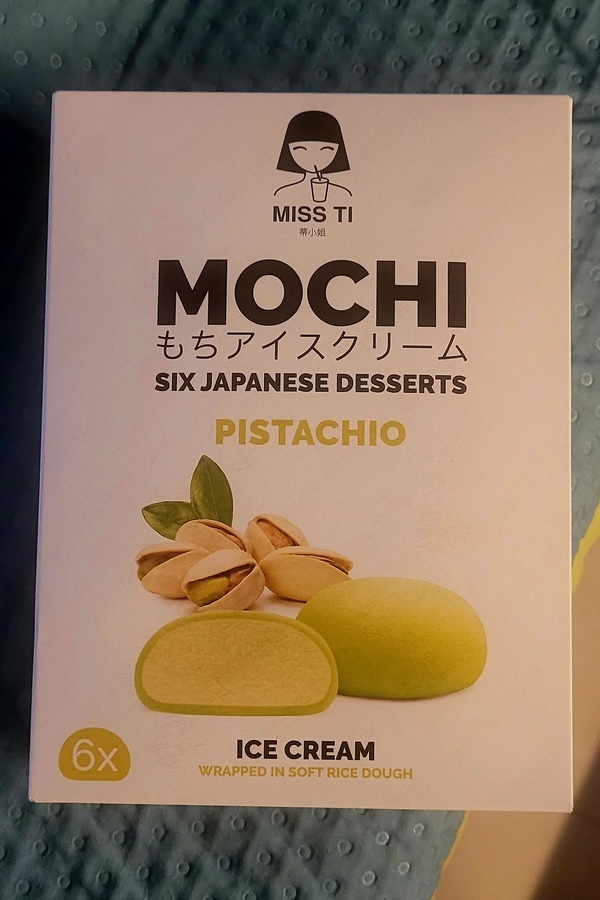 MISS TI
蒂小姐
MOCHI
もちアイスクリーム
SIX JAPANESE DESSERTS
PISTACHIO
6x
ICE CREAM
WRAPPED IN SOFT RICE DOUGH